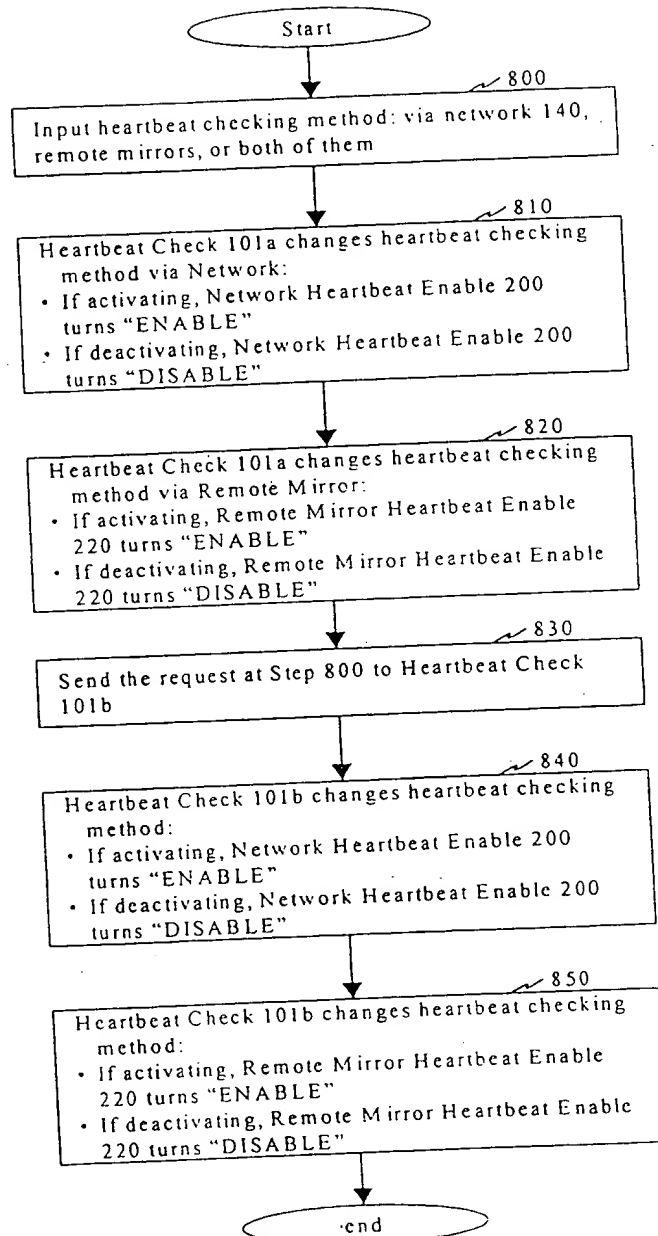 Start
800
Input heartbeat checking method: via network 140,
remote mirrors, or both of them
810
Heartbeat Check 101a changes heartbeat checking
method via Network:
• If activating, Network Heartbeat Enable 200
turns “ENABLE”
• If deactivating, Network Heartbeat Enable 200
turns “DISABLE”
820
Heartbeat Check 101a changes heartbeat checking
method via Remote Mirror:
• If activating, Remote Mirror Heartbeat Enable
220 turns “ENABLE”
• If deactivating, Remote Mirror Heartbeat Enable
220 turns “DISABLE”
830
Send the request at Step 800 to Heartbeat Check
101b
840
Heartbeat Check 101b changes heartbeat checking
method:
• If activating, Network Heartbeat Enable 200
turns “ENABLE”
• If deactivating, Network Heartbeat Enable 200
turns “DISABLE”
850
Heartbeat Check 101b changes heartbeat checking
method:
• If activating, Remote Mirror Heartbeat Enable
220 turns “ENABLE”
• If deactivating, Remote Mirror Heartbeat Enable
220 turns “DISABLE”
end